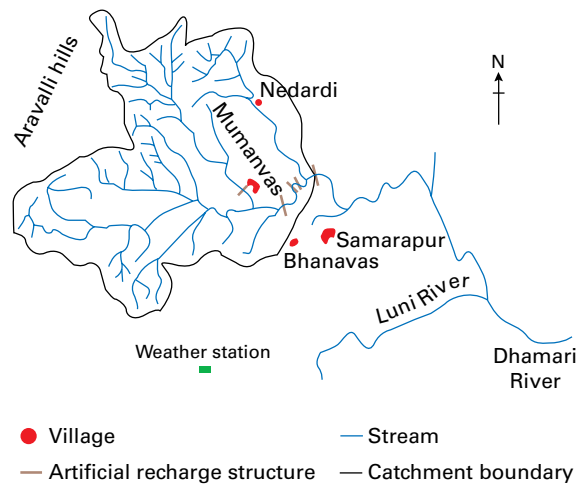 Aravalli hills
Nedardi
N
Mumanvas
Samarapur
Bhanavas
Luni River
Weather station
Dhamari
River
Village
Stream
Artificial recharge structure
Catchment boundary